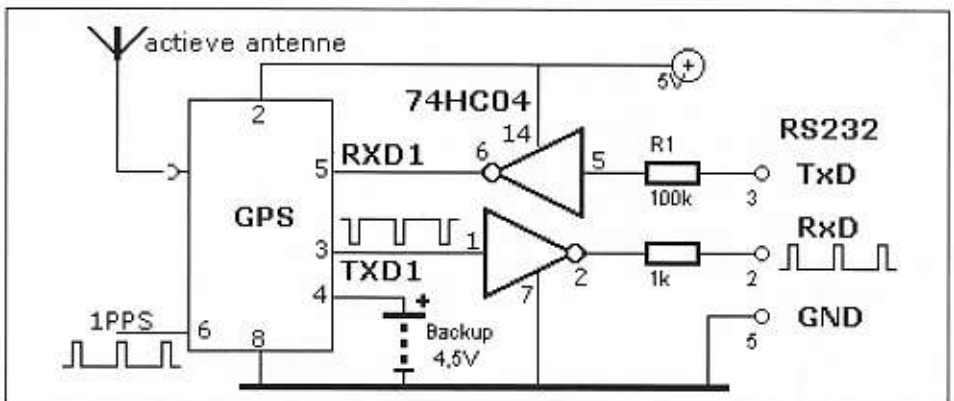 actieve antenne
5V
+
2
74HC04
14
RS232
R1
RXD1
6
5
TxD
5
100k
3
GPS
RxD
3
1
TXD1
2
1k
2
7
4
+
GND
1PPS
6
Backup
5
8
4,5V